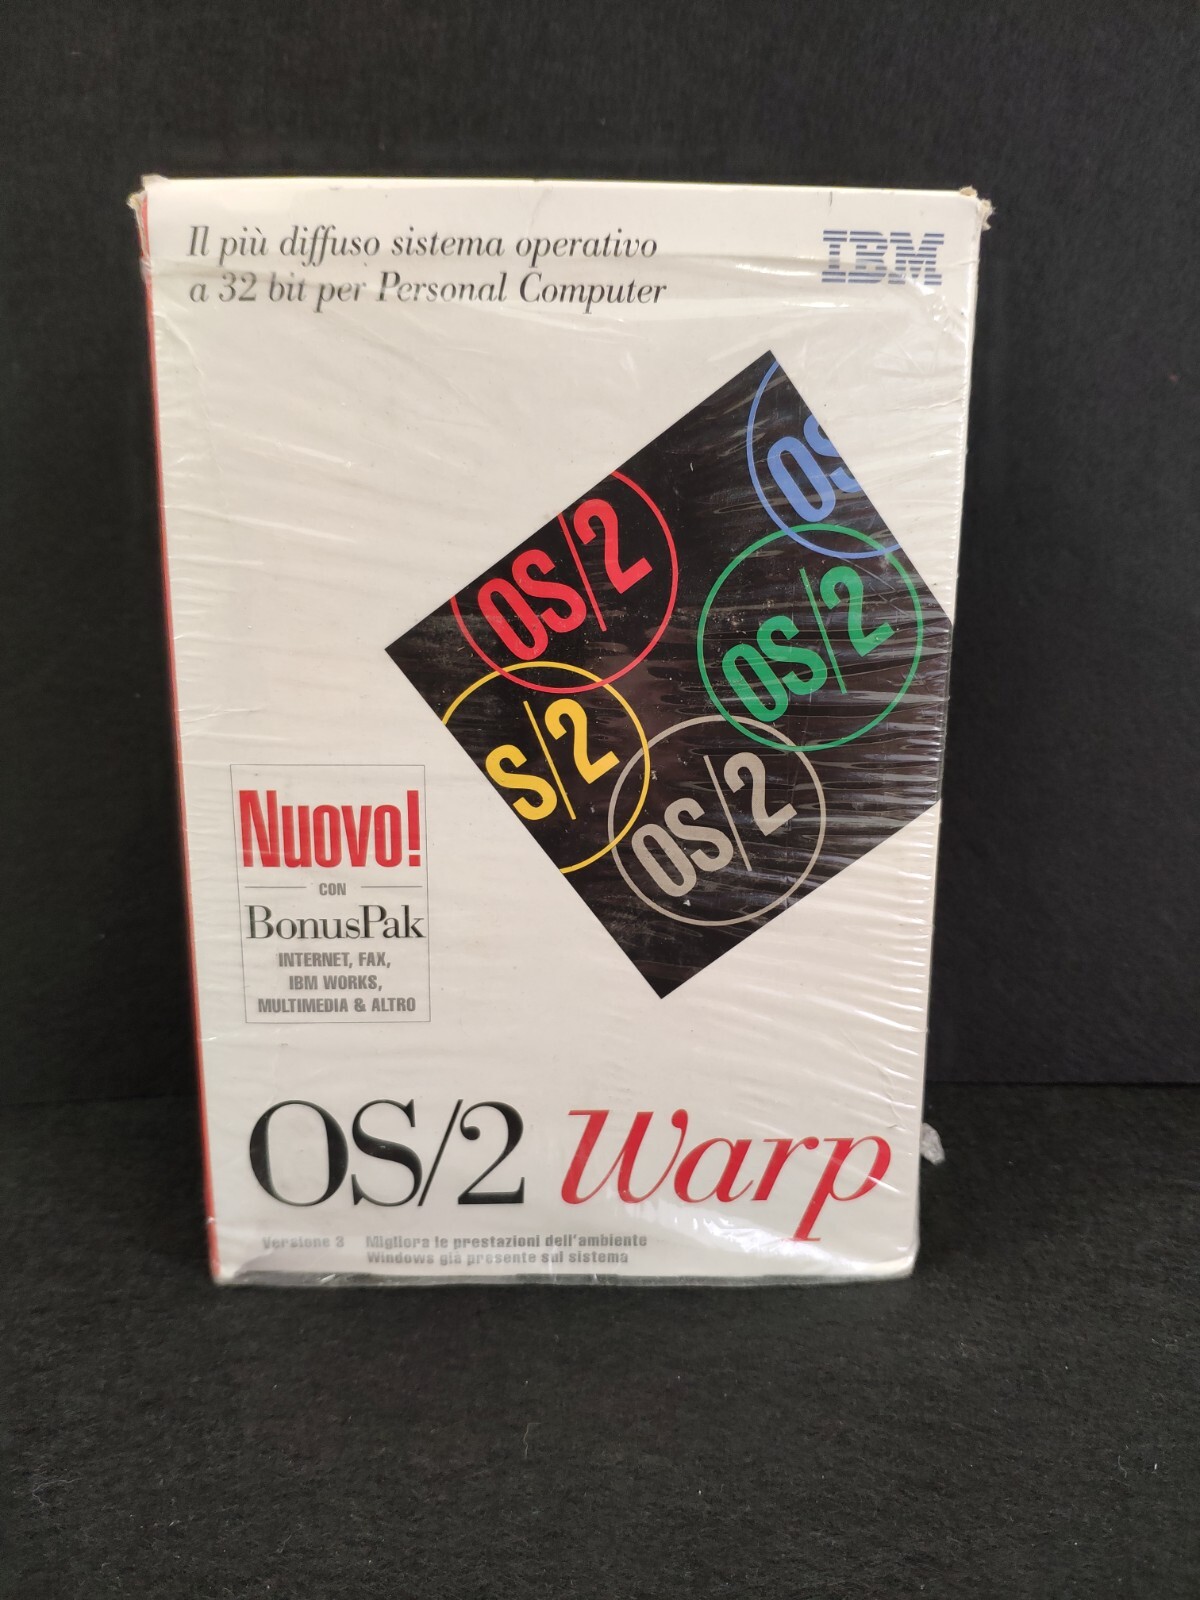 Il più diffuso sistema operativo
a 32 bit per Personal Computer
IBM
OS
OS/2
OS/2
S/2
OS/2
Nuovo!
CON
BonusPak
INTERNET, FAX,
IBM WORKS,
MULTIMEDIA & ALTRO
OS/2 Warp
Versione 3 Migliora le prestazioni dell'ambiente
Windows già presente sul sistema